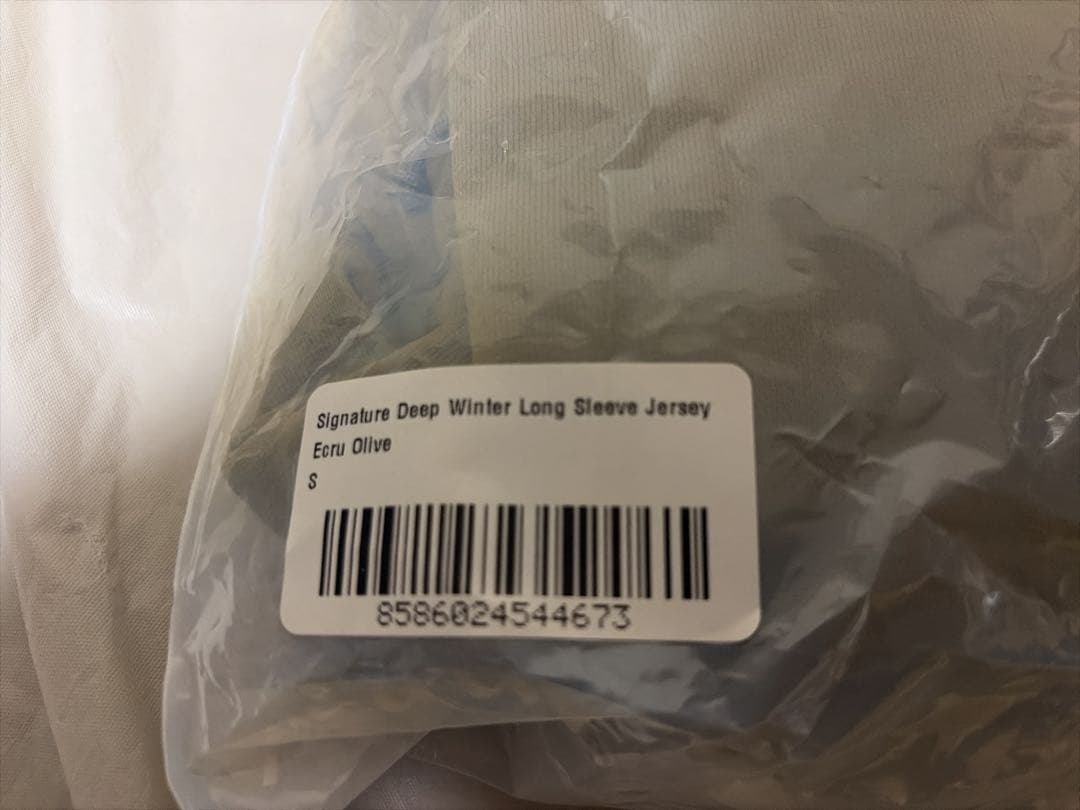 Signature Deep Winter Long Sleeve Jersey
Ecru Olive
S
8586024544673